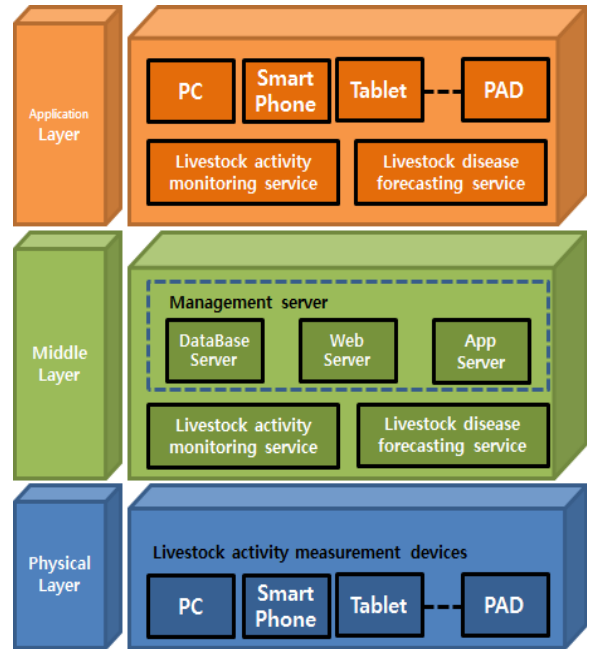 Application
Layer
PC
Smart
Phone
Tablet
PAD
Livestock activity
monitoring service
Livestock disease
forecasting service
Middle
Layer
Management server
DataBase
Server
Web
Server
App
Server
Livestock activity
monitoring service
Livestock disease
forecasting service
Physical
Layer
Livestock activity measurement devices
PC
Smart
Phone
Tablet
PAD